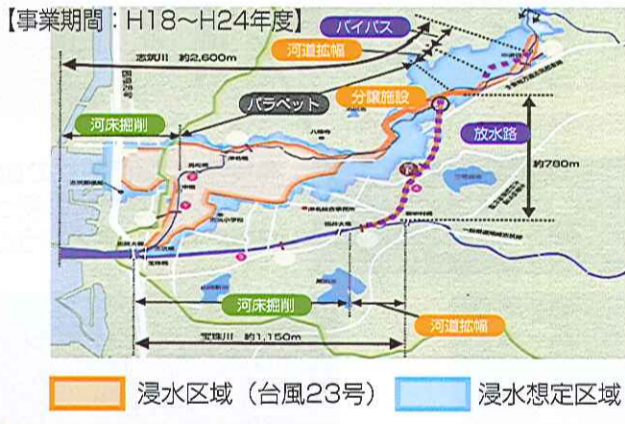 【事業期間：H18～H24年度】
バイパス
河道拡幅
志筑川 約2,600m
パラペット
分譲施設
河床掘削
放水路
約780m
河床掘削
河道拡幅
宝珠川 約1,150m
浸水区域（台風23号）
浸水想定区域